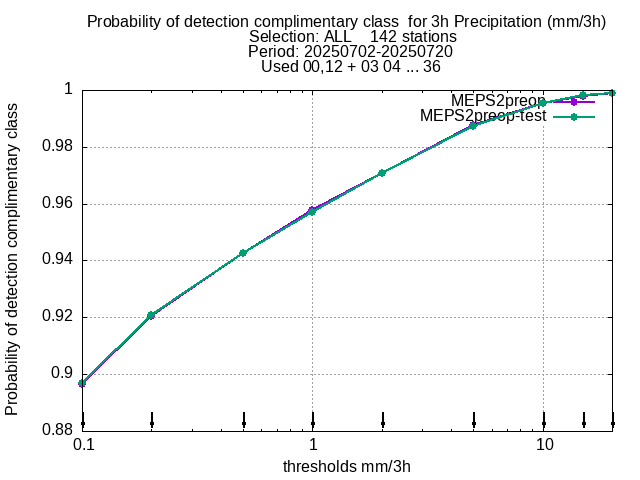 Probability of detection complimentary class  for 3h Precipitation (mm/3h)
Selection: ALL    142 stations
Period: 20250702-20250720
Used 00,12 + 03 04 ... 36
Probability of detection complimentary class
1
0.98
0.96
0.94
0.92
0.9
0.88
MEPS2preop
MEPS2preop-test
0.1
1
10
thresholds mm/3h